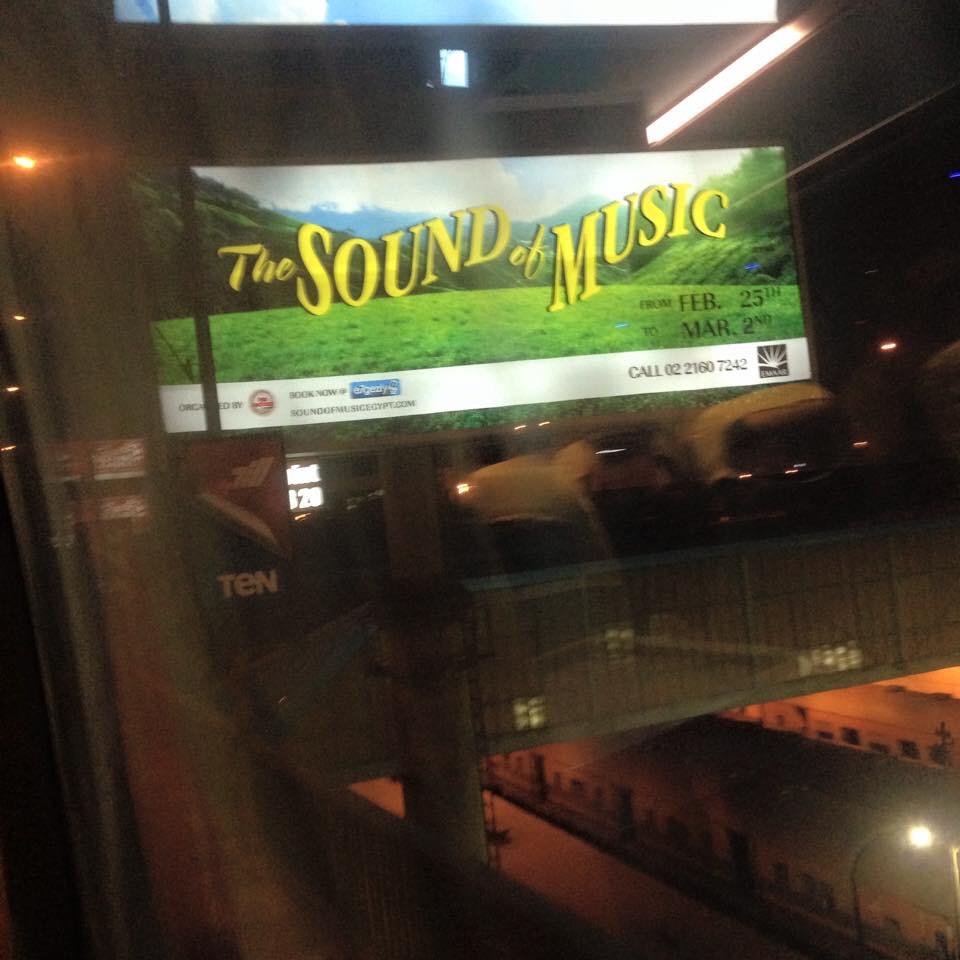 The SOUND of MUSIC
FROM FEB. 25TH
TO MAR. 2ND
CALL 02 2160 7242
EMAAR
BOOK NOW @
SOUNDOFMUSICEGYPT.COM
TEN